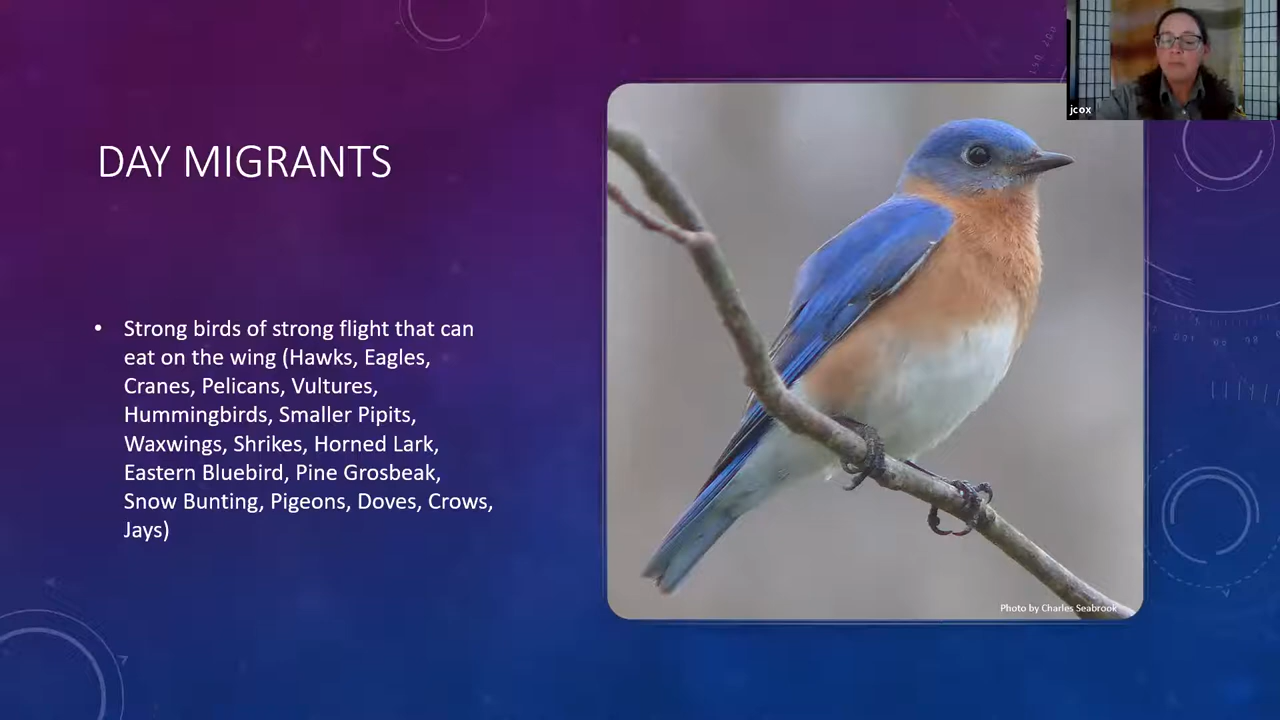 jcox
DAY MIGRANTS
• Strong birds of strong flight that can
eat on the wing (Hawks, Eagles,
Cranes, Pelicans, Vultures,
Hummingbirds, Smaller Pipits,
Waxwings, Shrikes, Horned Lark,
Eastern Bluebird, Pine Grosbeak,
Snow Bunting, Pigeons, Doves, Crows,
Jays)
Photo by Charles Seabrook